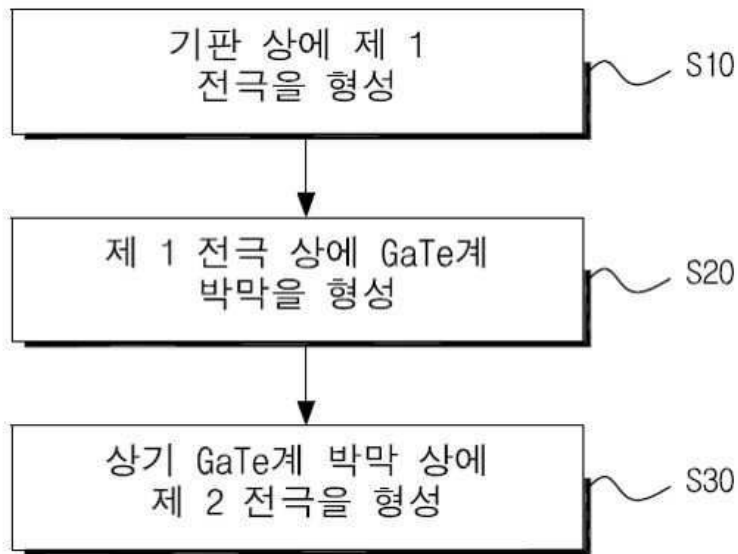 기판 상에 제 1
전극을 형성
S10
제 1 전극 상에 GaTe계
박막을 형성
S20
상기 GaTe계 박막 상에
제 2 전극을 형성
S30